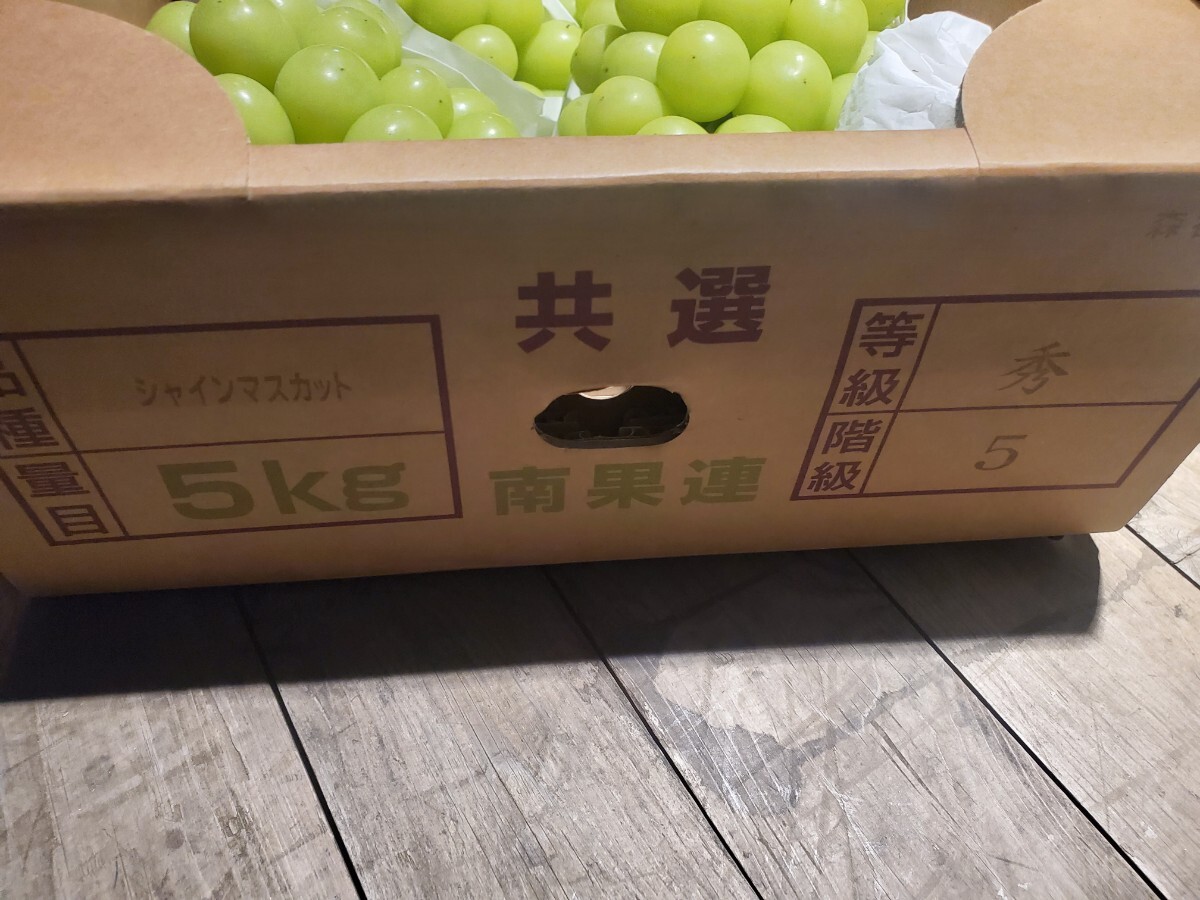 共選
品種 シャインマスカット
量目 5kg
南果連
等級 秀
階級 5
森